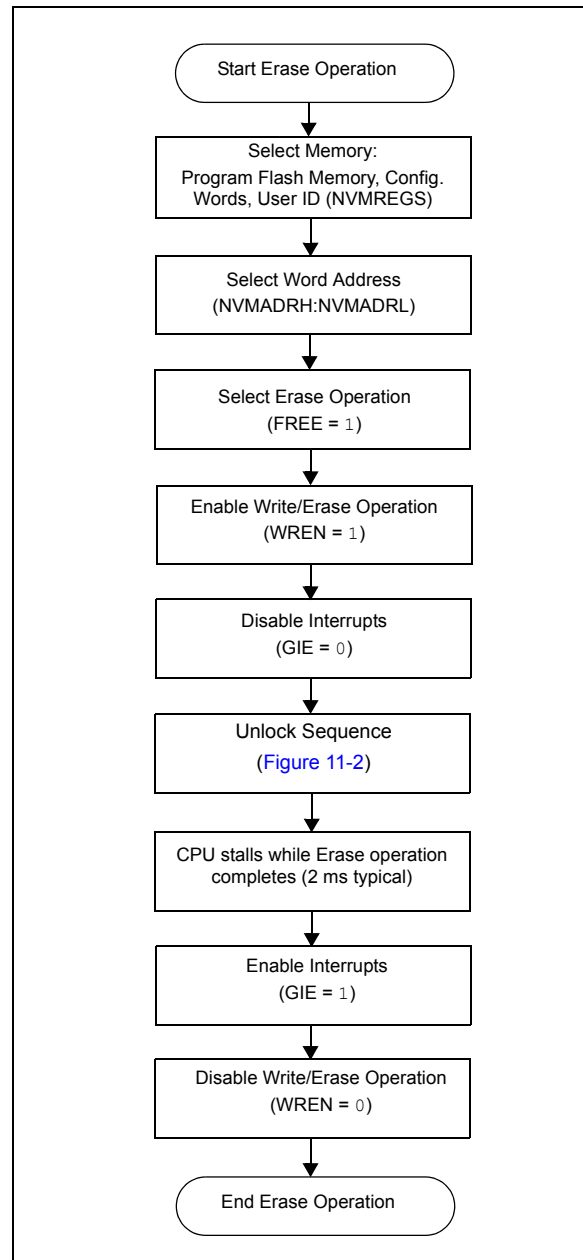 Start Erase Operation
Select Memory:
Program Flash Memory, Config.
Words, User ID (NVMREGS)
Select Word Address
(NVMADRH:NVMADRL)
Select Erase Operation
(FREE = 1)
Enable Write/Erase Operation
(WREN = 1)
Disable Interrupts
(GIE = 0)
Unlock Sequence
(Figure 11-2)
CPU stalls while Erase operation
completes (2 ms typical)
Enable Interrupts
(GIE = 1)
Disable Write/Erase Operation
(WREN = 0)
End Erase Operation